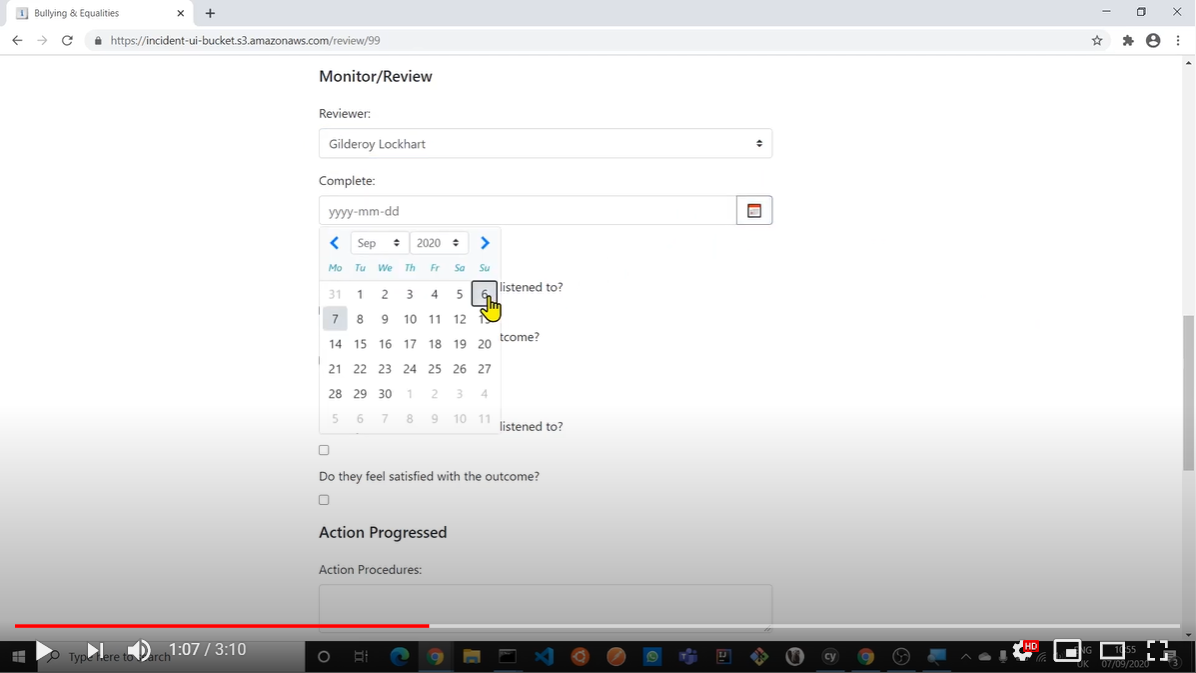 Bullying & Equalities
https://incident-ui-bucket.s3.amazonaws.com/review/99
Monitor/Review
Reviewer:
Gilderoy Lockhart
Complete:
yyyy-mm-dd
Sep 2020
Mo Tu We Th Fr Sa Su
31 1 2 3 4 5 6
listened to?
7 8 9 10 11 12 13
tcome?
14 15 16 17 18 19 20
21 22 23 24 25 26 27
28 29 30 1 2 3 4
5 6 7 8 9 10 11
listened to?
Do they feel satisfied with the outcome?
Action Progressed
Action Procedures:
1:07 / 3:10
Type here to search
HD
ENG
UK
10:55
07/09/2020
3
cy